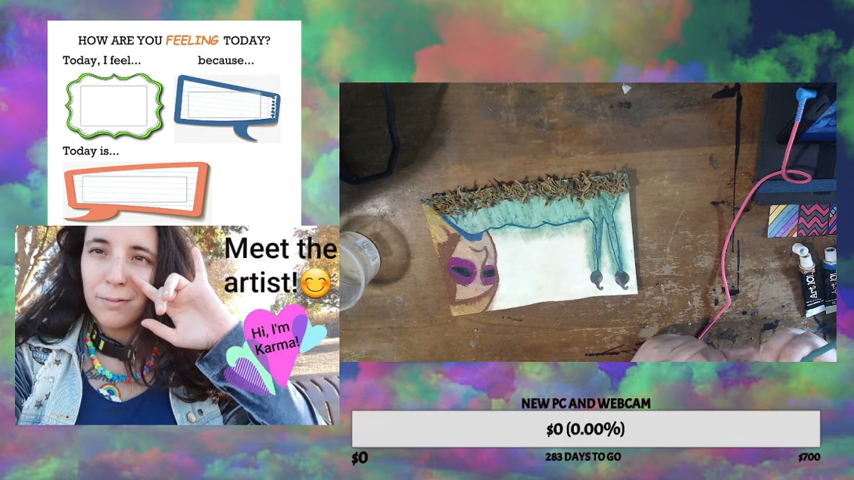 HOW ARE YOU FEELING TODAY?
Today, I feel... because...
Today is...
Meet the
artist!😊
Hi, I'm
Karma!
NEW PC AND WEBCAM
$0 (0.00%)
$0 283 DAYS TO GO $700